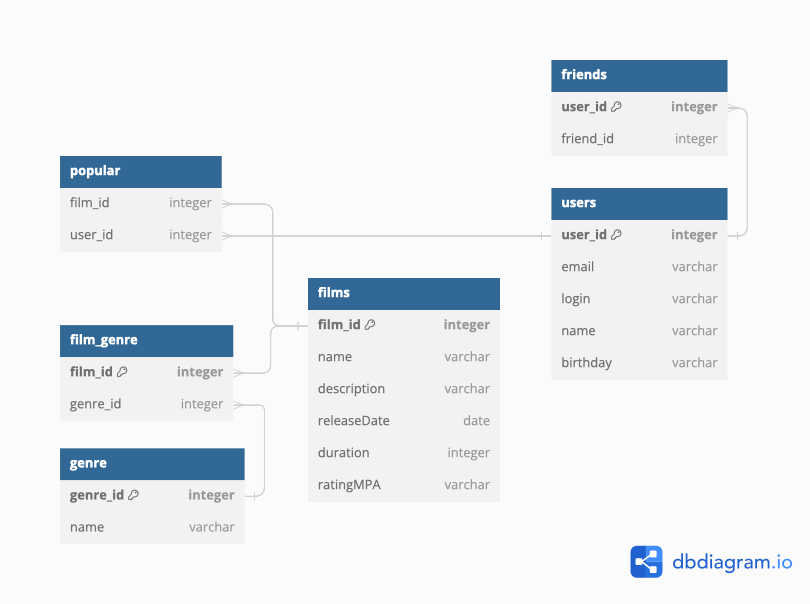 friends
user_id integer
friend_id integer
popular
film_id integer
user_id integer
users
user_id integer
email varchar
login varchar
name varchar
birthday varchar
films
film_id integer
name varchar
description varchar
releaseDate date
duration integer
ratingMPA varchar
film_genre
film_id integer
genre_id integer
genre
genre_id integer
name varchar
dbdiagram.io